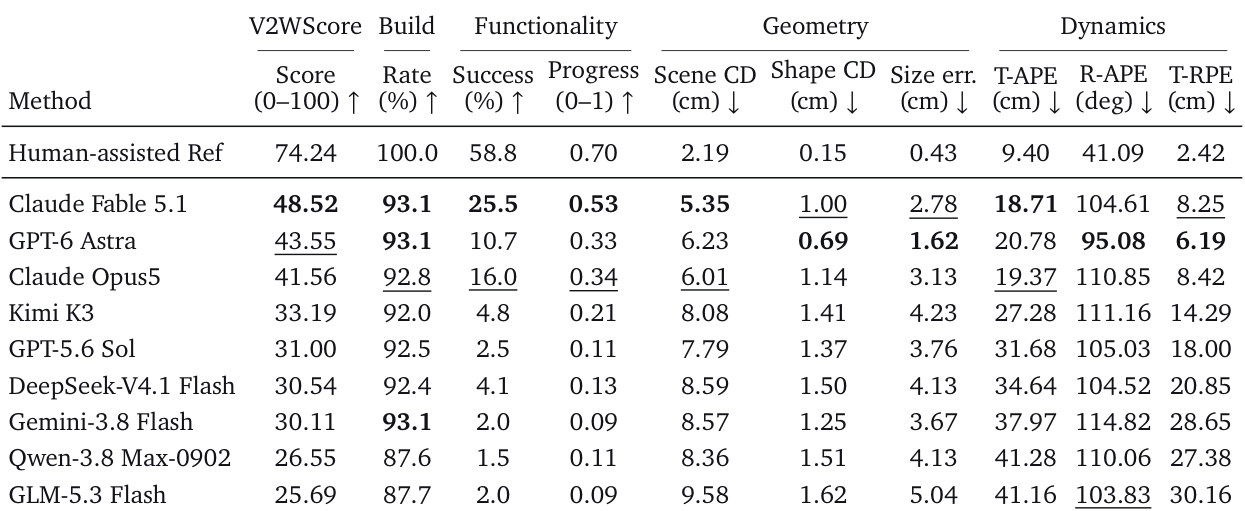 V2WScore Build Functionality Geometry Dynamics
Score Rate Success Progress Scene CD Shape CD Size err. T-APE R-APE T-RPE
Method (0–100) ↑ (%) ↑ (%) ↑ (0–1) ↑ (cm) ↓ (cm) ↓ (cm) ↓ (cm) ↓ (deg) ↓ (cm) ↓
Human-assisted Ref 74.24 100.0 58.8 0.70 2.19 0.15 0.43 9.40 41.09 2.42
Claude Fable 5.1 48.52 93.1 25.5 0.53 5.35 1.00 2.78 18.71 104.61 8.25
GPT-6 Astra 43.55 93.1 10.7 0.33 6.23 0.69 1.62 20.78 95.08 6.19
Claude Opus5 41.56 92.8 16.0 0.34 6.01 1.14 3.13 19.37 110.85 8.42
Kimi K3 33.19 92.0 4.8 0.21 8.08 1.41 4.23 27.28 111.16 14.29
GPT-5.6 Sol 31.00 92.5 2.5 0.11 7.79 1.37 3.76 31.68 105.03 18.00
DeepSeek-V4.1 Flash 30.54 92.4 4.1 0.13 8.59 1.50 4.13 34.64 104.52 20.85
Gemini-3.8 Flash 30.11 93.1 2.0 0.09 8.57 1.25 3.67 37.97 114.82 28.65
Qwen-3.8 Max-0902 26.55 87.6 1.5 0.11 8.36 1.51 4.13 41.28 110.06 27.38
GLM-5.3 Flash 25.69 87.7 2.0 0.09 9.58 1.62 5.04 41.16 103.83 30.16